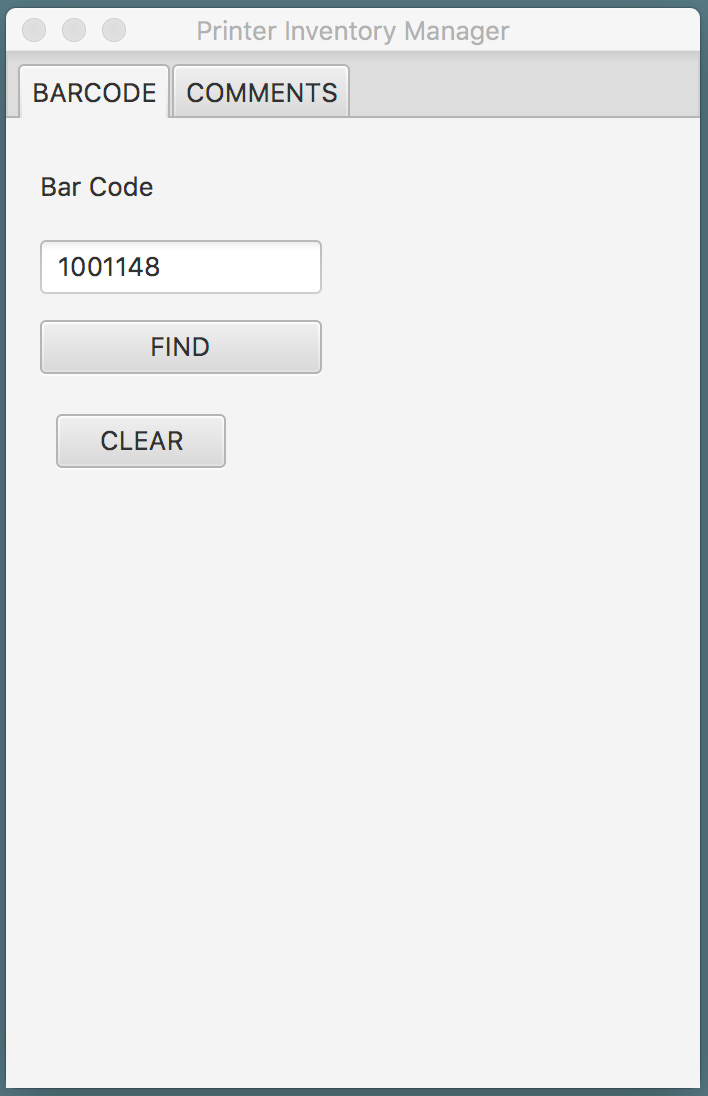 Printer Inventory Manager
BARCODE COMMENTS
Bar Code
1001148
FIND
CLEAR